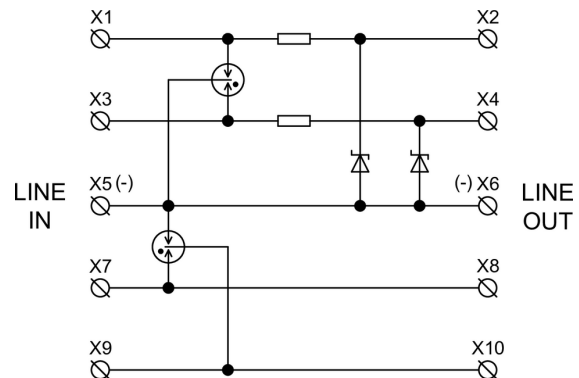 X1 X2
X3 X4
LINE IN X5 (-) (-) X6 LINE OUT
X7 X8
X9 X10